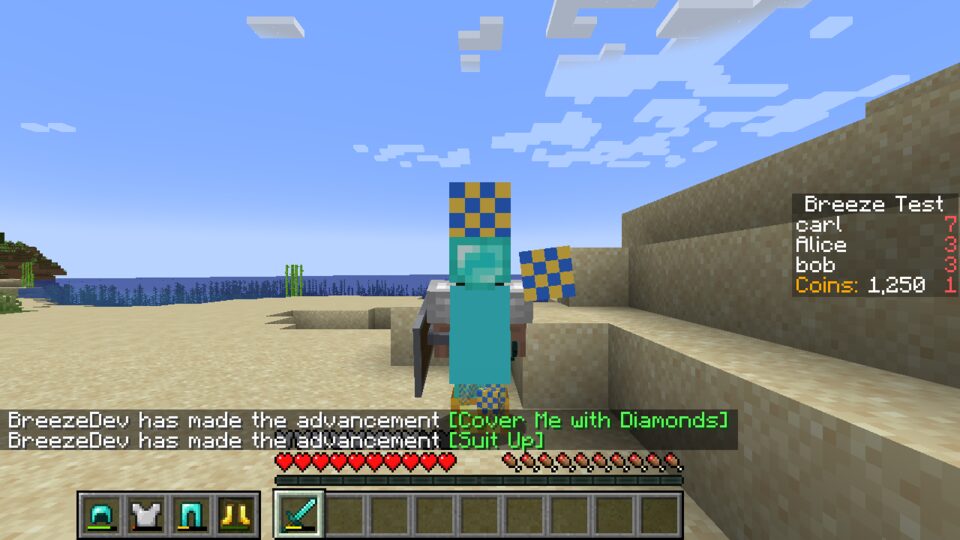 Breeze Test
carl 7
Alice 3
bob 3
Coins: 1,250 1
BreezeDev has made the advancement [Cover Me with Diamonds]
BreezeDev has made the advancement [Suit Up]